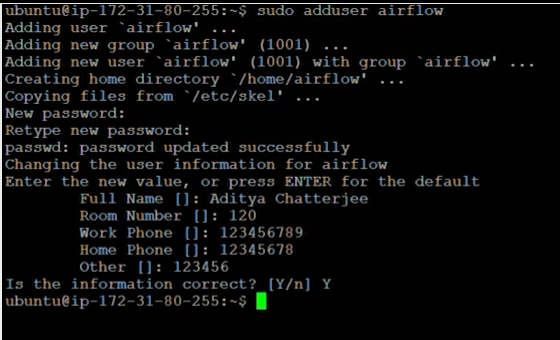 ubuntu@ip-172-31-80-255:~$ sudo adduser airflow
Adding user `airflow' ...
Adding new group `airflow' (1001) ...
Adding new user `airflow' (1001) with group `airflow' ...
Creating home directory `/home/airflow' ...
Copying files from `/etc/skel' ...
New password:
Retype new password:
passwd: password updated successfully
Changing the user information for airflow
Enter the new value, or press ENTER for the default
Full Name []: Aditya Chatterjee
Room Number []: 120
Work Phone []: 123456789
Home Phone []: 12345678
Other []: 123456
Is the information correct? [Y/n] Y
ubuntu@ip-172-31-80-255:~$